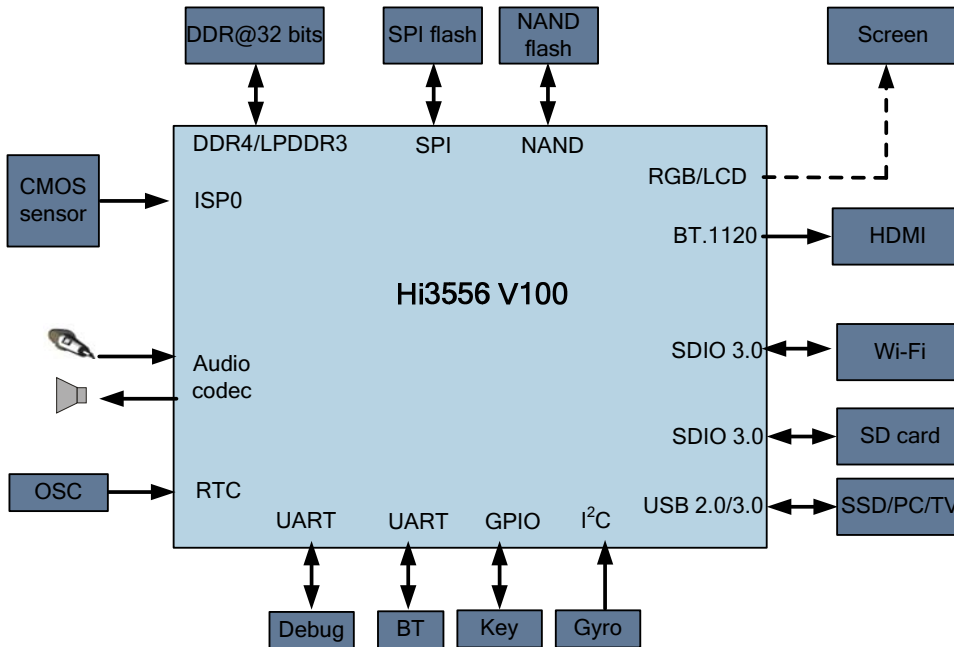 DDR@32 bits
SPI flash
NAND
flash
Screen
DDR4/LPDDR3
SPI
NAND
CMOS
sensor
ISP0
RGB/LCD
BT.1120
HDMI
Hi3556 V100
SDIO 3.0
Wi-Fi
Audio
codec
SDIO 3.0
SD card
OSC
RTC
USB 2.0/3.0
SSD/PC/TV
UART
UART
GPIO
I²C
Debug
BT
Key
Gyro